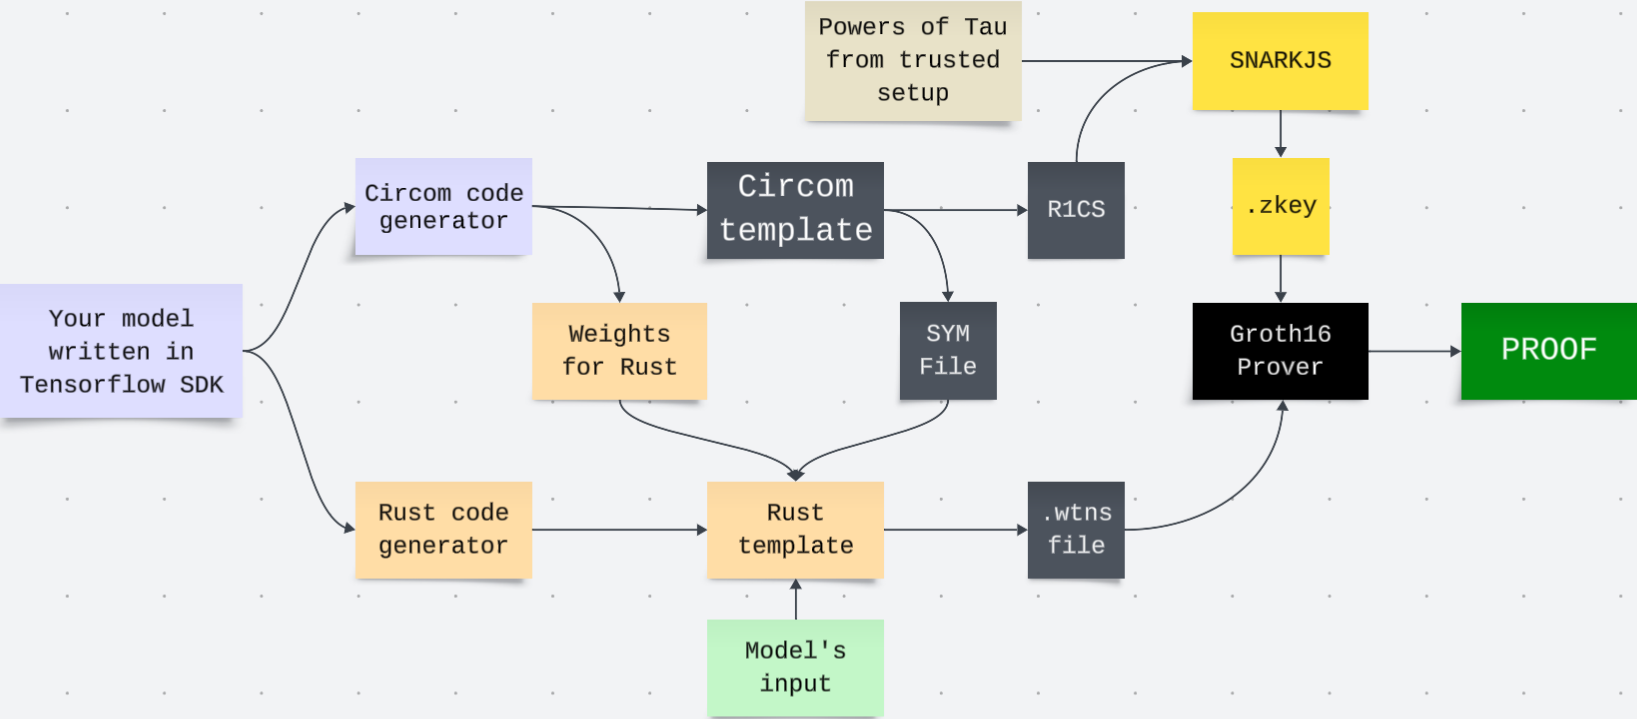 Powers of Tau
from trusted
setup
SNARKJS
Circom code
generator
Circom
template
R1CS
.zkey
Your model
written in
Tensorflow SDK
Weights
for Rust
SYM
File
Groth16
Prover
PROOF
Rust code
generator
Rust
template
.wtns
file
Model's
input